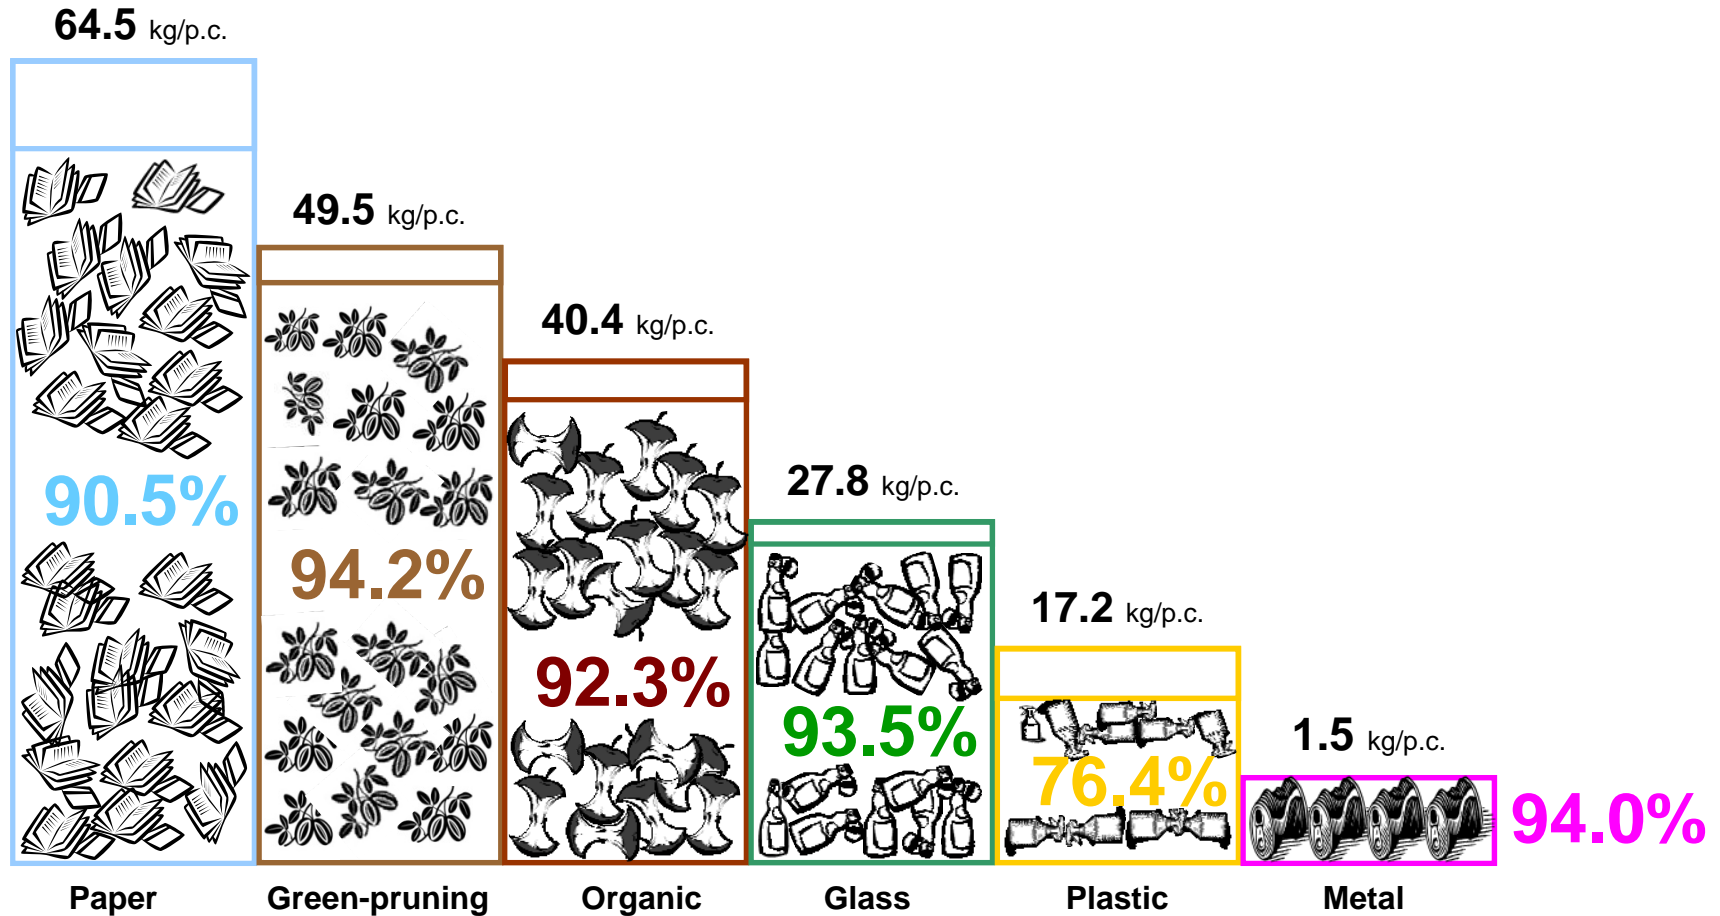 64.5 kg/p.c.
49.5 kg/p.c.
40.4 kg/p.c.
27.8 kg/p.c.
17.2 kg/p.c.
1.5 kg/p.c.
90.5%
94.2%
92.3%
93.5%
76.4%
94.0%
Paper
Green-pruning
Organic
Glass
Plastic
Metal